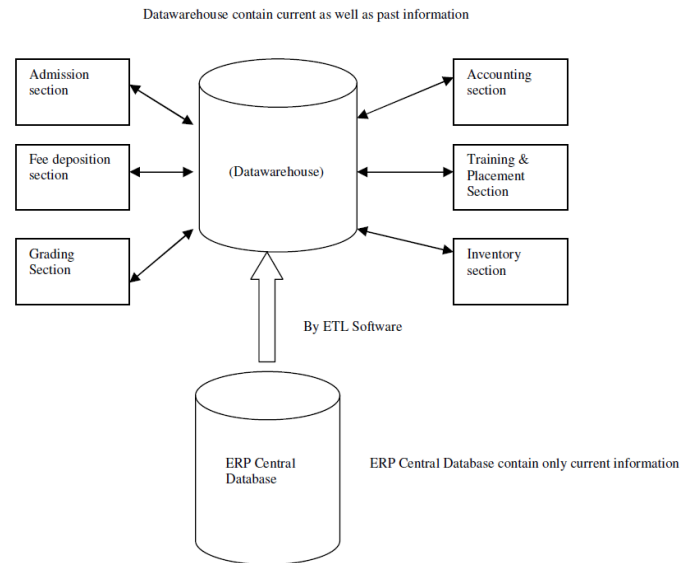 Datawarehouse contain current as well as past information
Admission
section
Accounting
section
Fee deposition
section
(Datawarehouse)
Training &
Placement
Section
Grading
Section
Inventory
section
By ETL Software
ERP Central
Database
ERP Central Database contain only current information